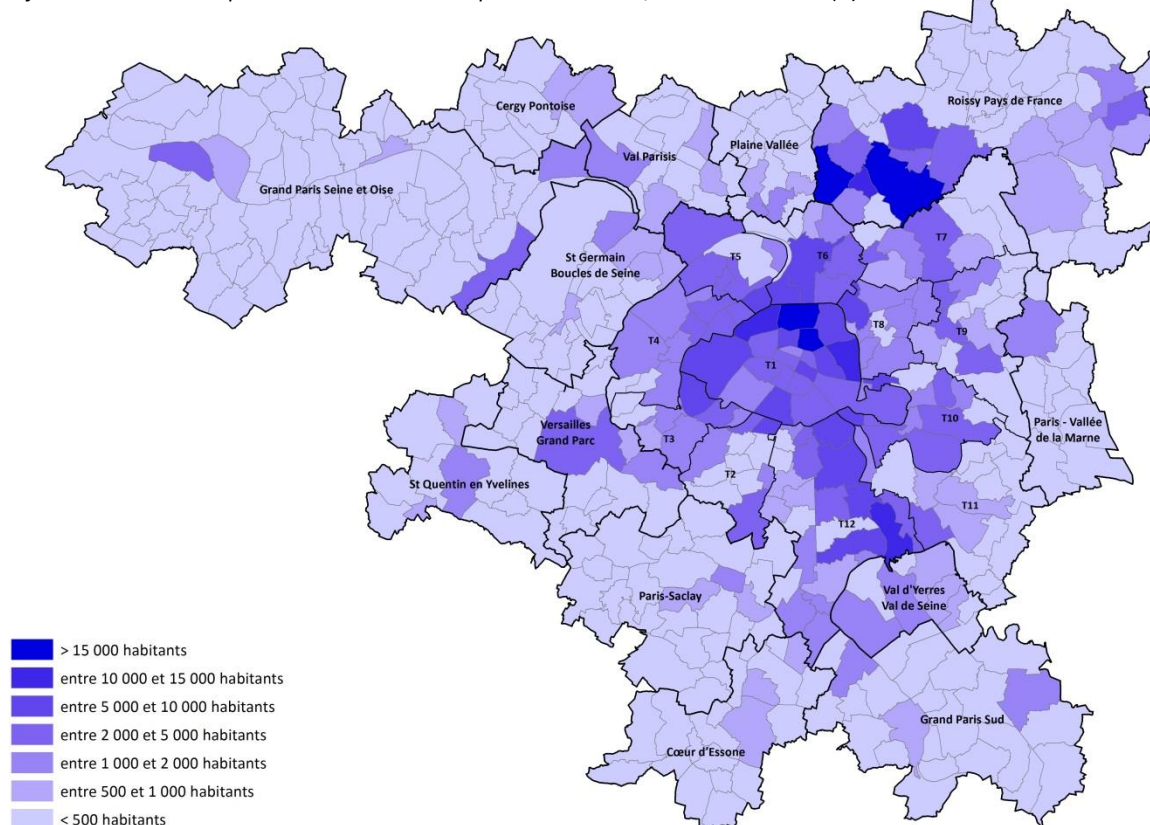 Roissy Pays de France
Cergy Pontoise
Plaine Vallée
Val Parisis
Grand Paris Seine et Oise
T7
T5
T6
St Germain
Boucles de Seine
T8
T9
T4
T1
T10
Versailles
Grand Parc
Paris - Vallée
de la Marne
T3
T2
St Quentin en Yvelines
T11
T12
Val d'Yerres
Val de Seine
Paris-Saclay
> 15 000 habitants
entre 10 000 et 15 000 habitants
entre 5 000 et 10 000 habitants
Grand Paris Sud
entre 2 000 et 5 000 habitants
Cœur d'Essone
entre 1 000 et 2 000 habitants
entre 500 et 1 000 habitants
< 500 habitants